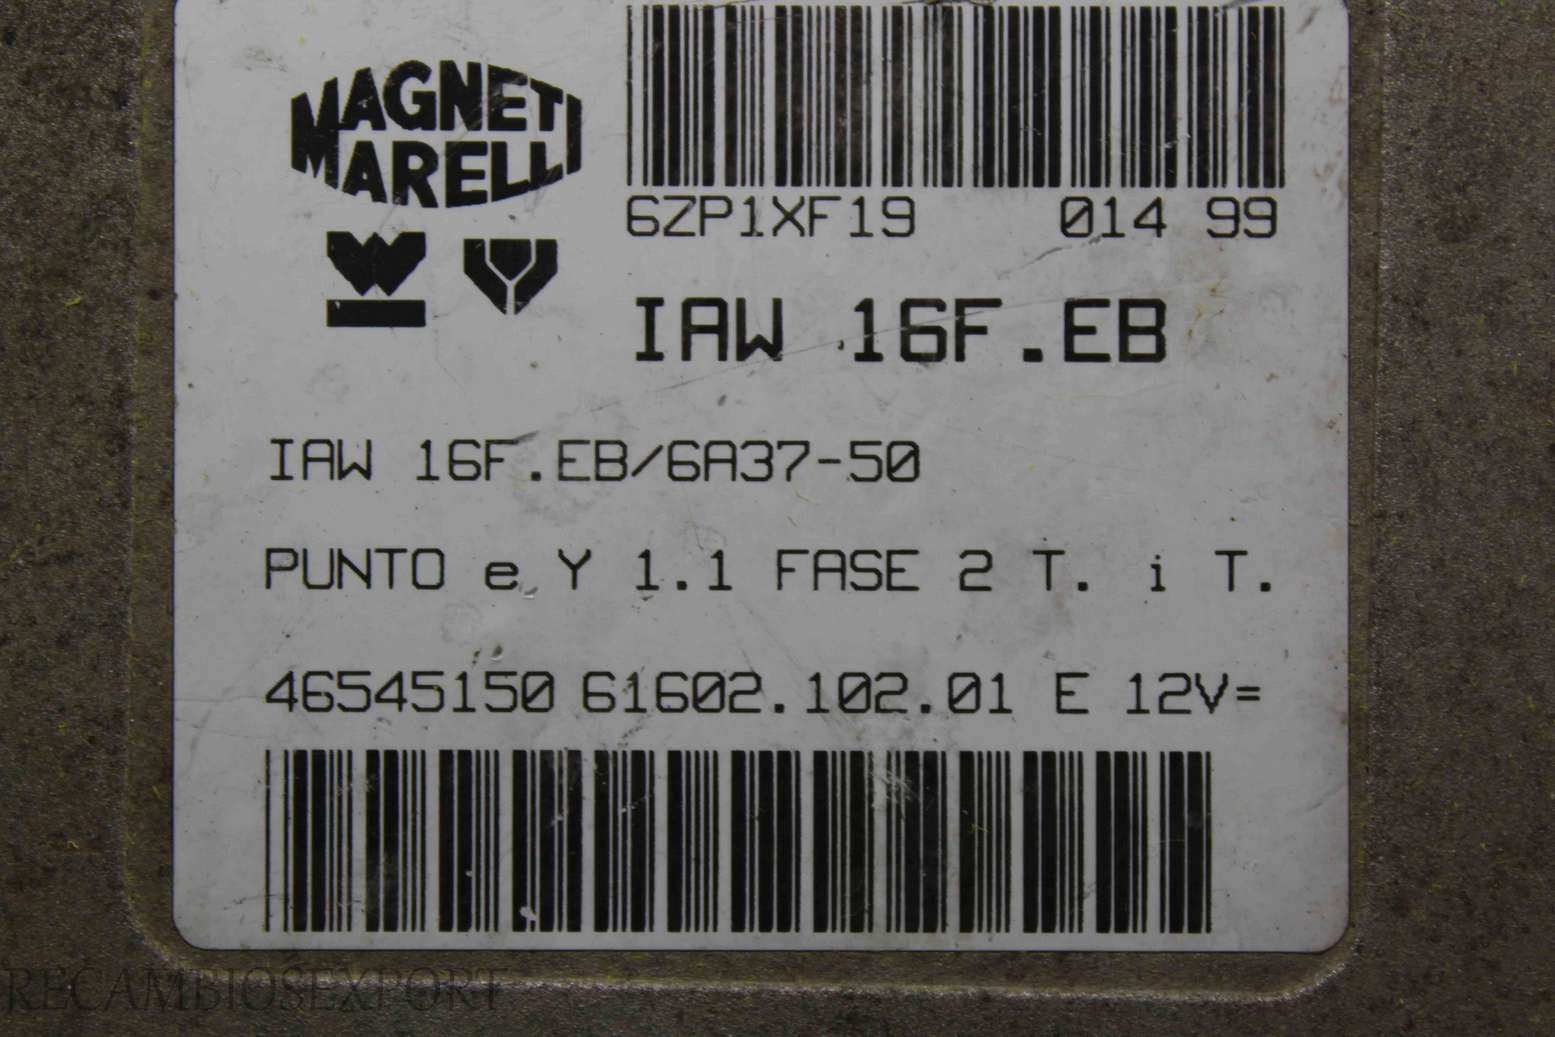 MAGNETI
MARELLI
6ZP1XF19 014 99
IAW 16F.EB
IAW 16F.EB/6A37-50
PUNTO e Y 1.1 FASE 2 T. i T.
46545150 61602.102.01 E 12V=
RECAMBIOSEXPORT